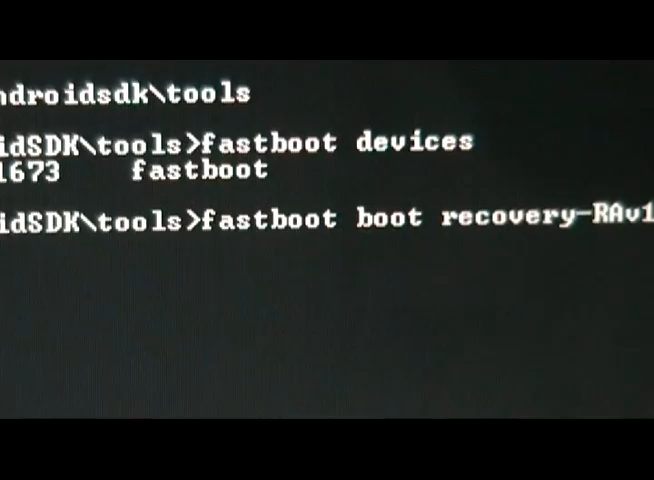 ndroidsdk\tools
idSDK\tools>fastboot devices
1673 fastboot
idSDK\tools>fastboot boot recovery-RAv1